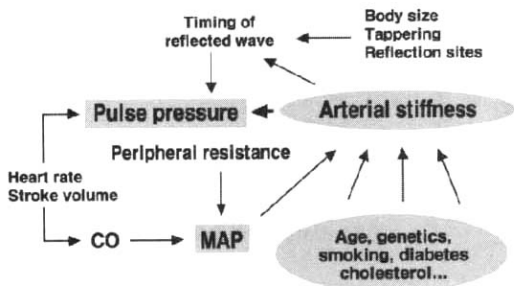 Timing of
reflected wave
Body size
Tappering
Reflection sites
Pulse pressure
Arterial stiffness
Peripheral resistance
Heart rate
Stroke volume
CO
MAP
Age, genetics,
smoking, diabetes
cholesterol...